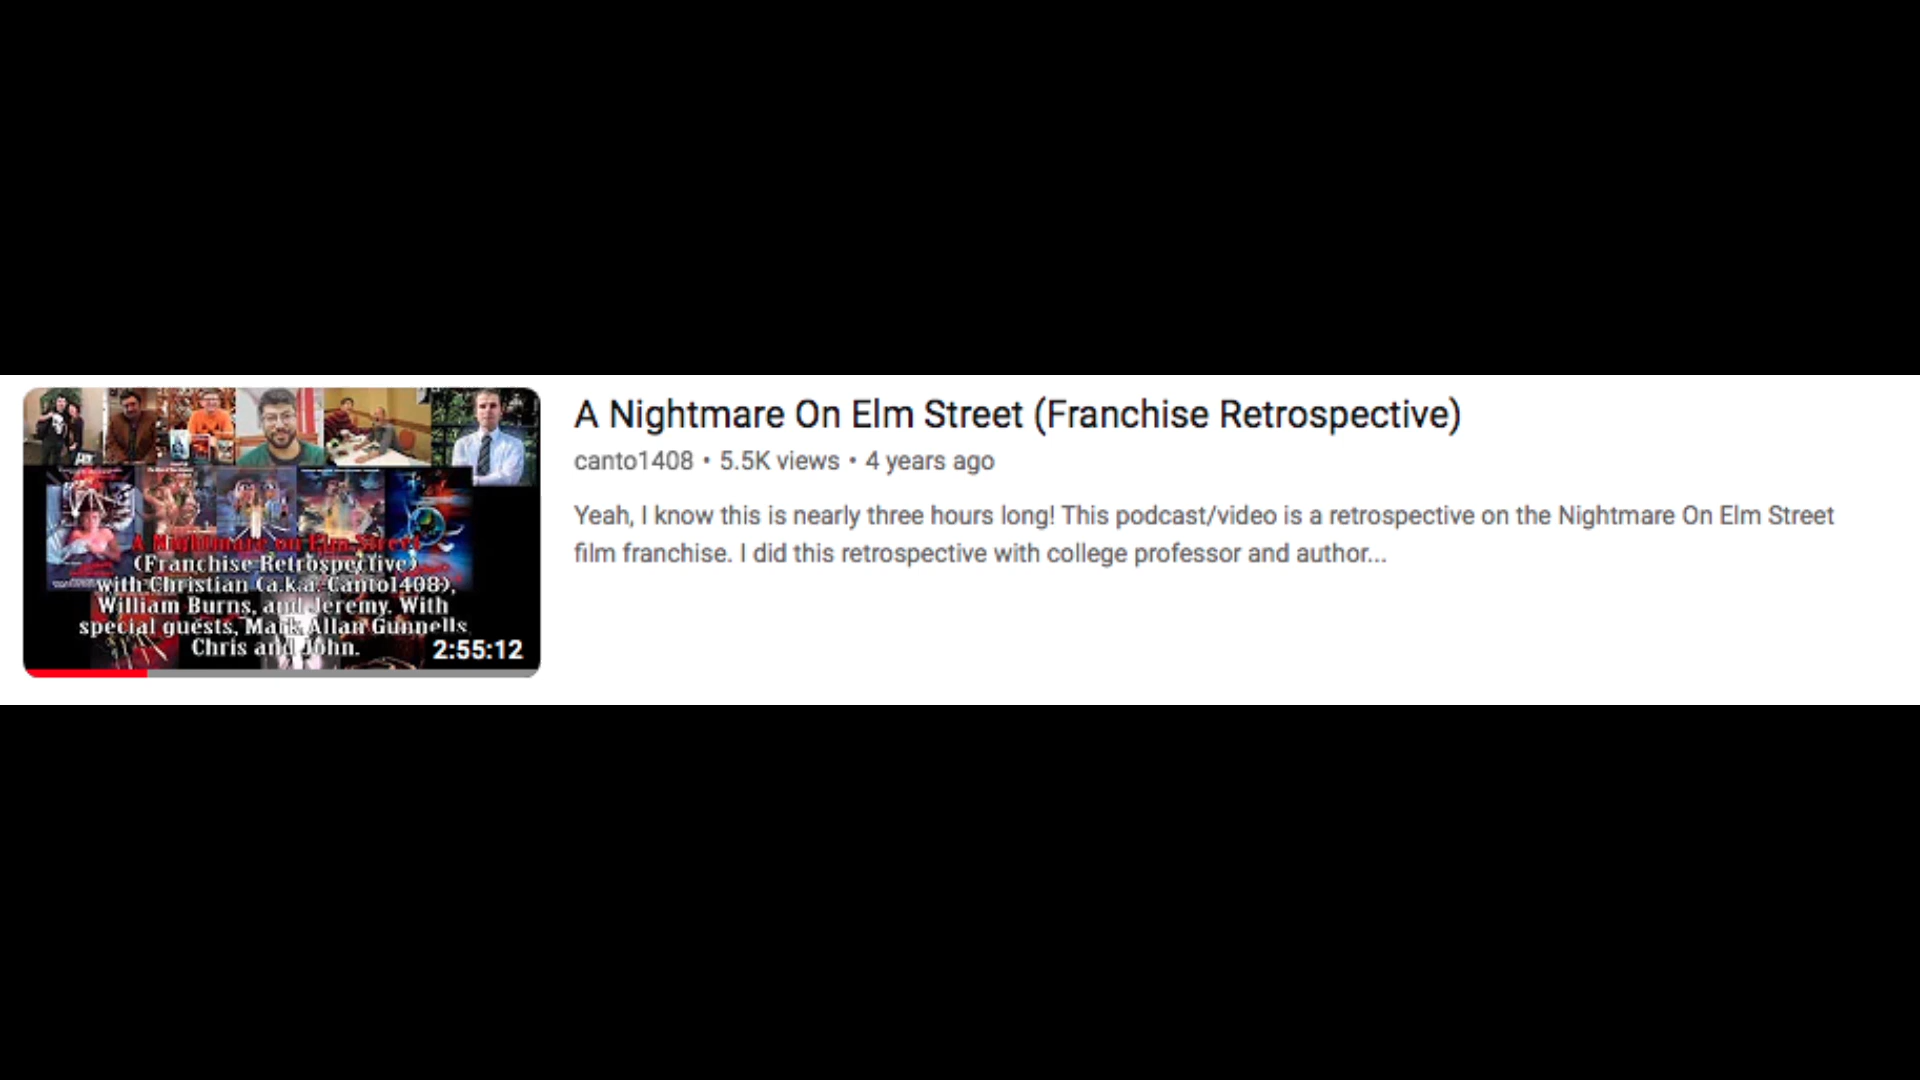 A Nightmare on Elm Street
(Franchise Retrospective)
with Christian (a.k.a. Canto1408),
William Burns, and Jeremy. With
special guests, Mark Allan Gunnells
Chris and John.
2:55:12
A Nightmare On Elm Street (Franchise Retrospective)
canto1408 • 5.5K views • 4 years ago
Yeah, I know this is nearly three hours long! This podcast/video is a retrospective on the Nightmare On Elm Street
film franchise. I did this retrospective with college professor and author...